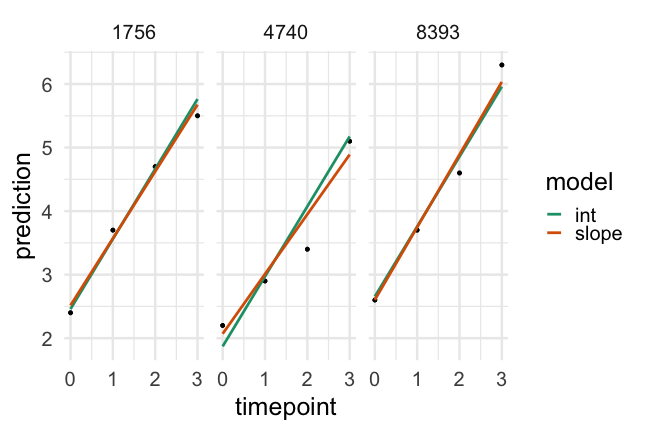 1756 4740 8393
6
5
4
3
2
prediction
0 1 2 3 0 1 2 3 0 1 2 3
timepoint
model
int
slope